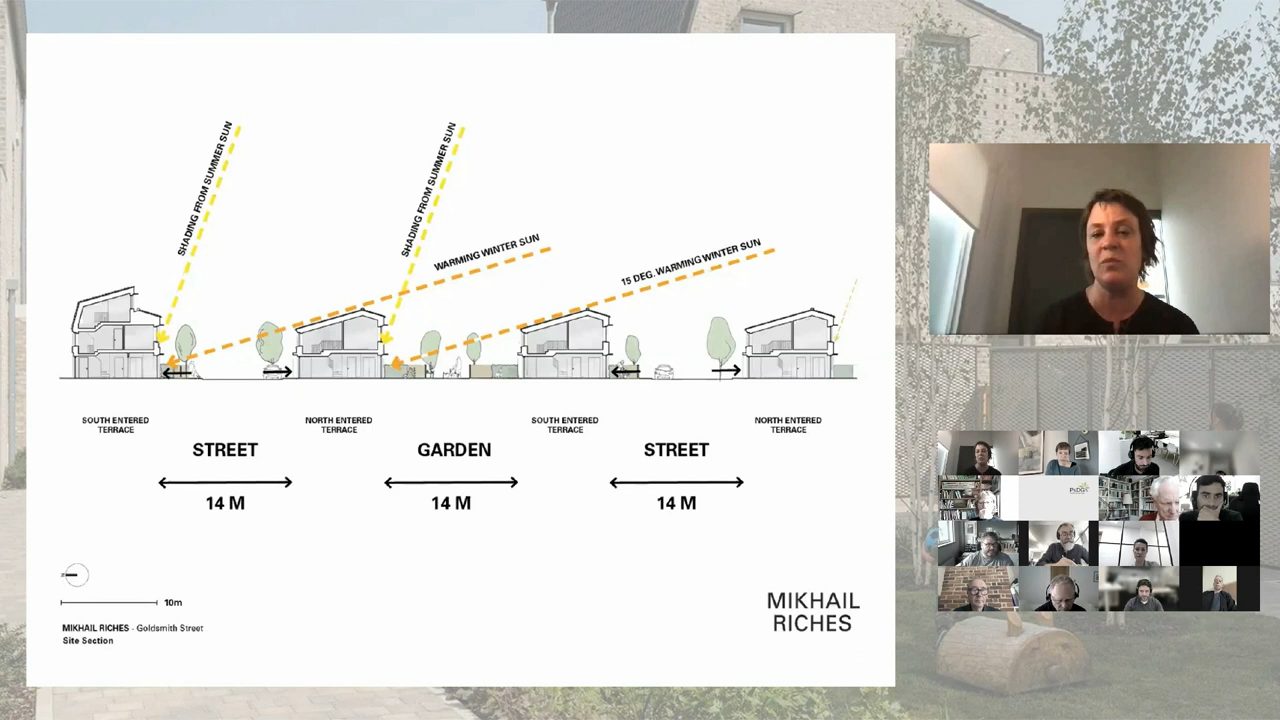 SHADING FROM SUMMER SUN
SHADING FROM SUMMER SUN
WARMING WINTER SUN
15 DEG. WARMING WINTER SUN
SOUTH ENTERED
TERRACE
NORTH ENTERED
TERRACE
SOUTH ENTERED
TERRACE
NORTH ENTERED
TERRACE
STREET
GARDEN
STREET
14 M
14 M
14 M
10m
MIKHAIL RICHES - Goldsmith Street
Site Section
MIKHAIL
RICHES